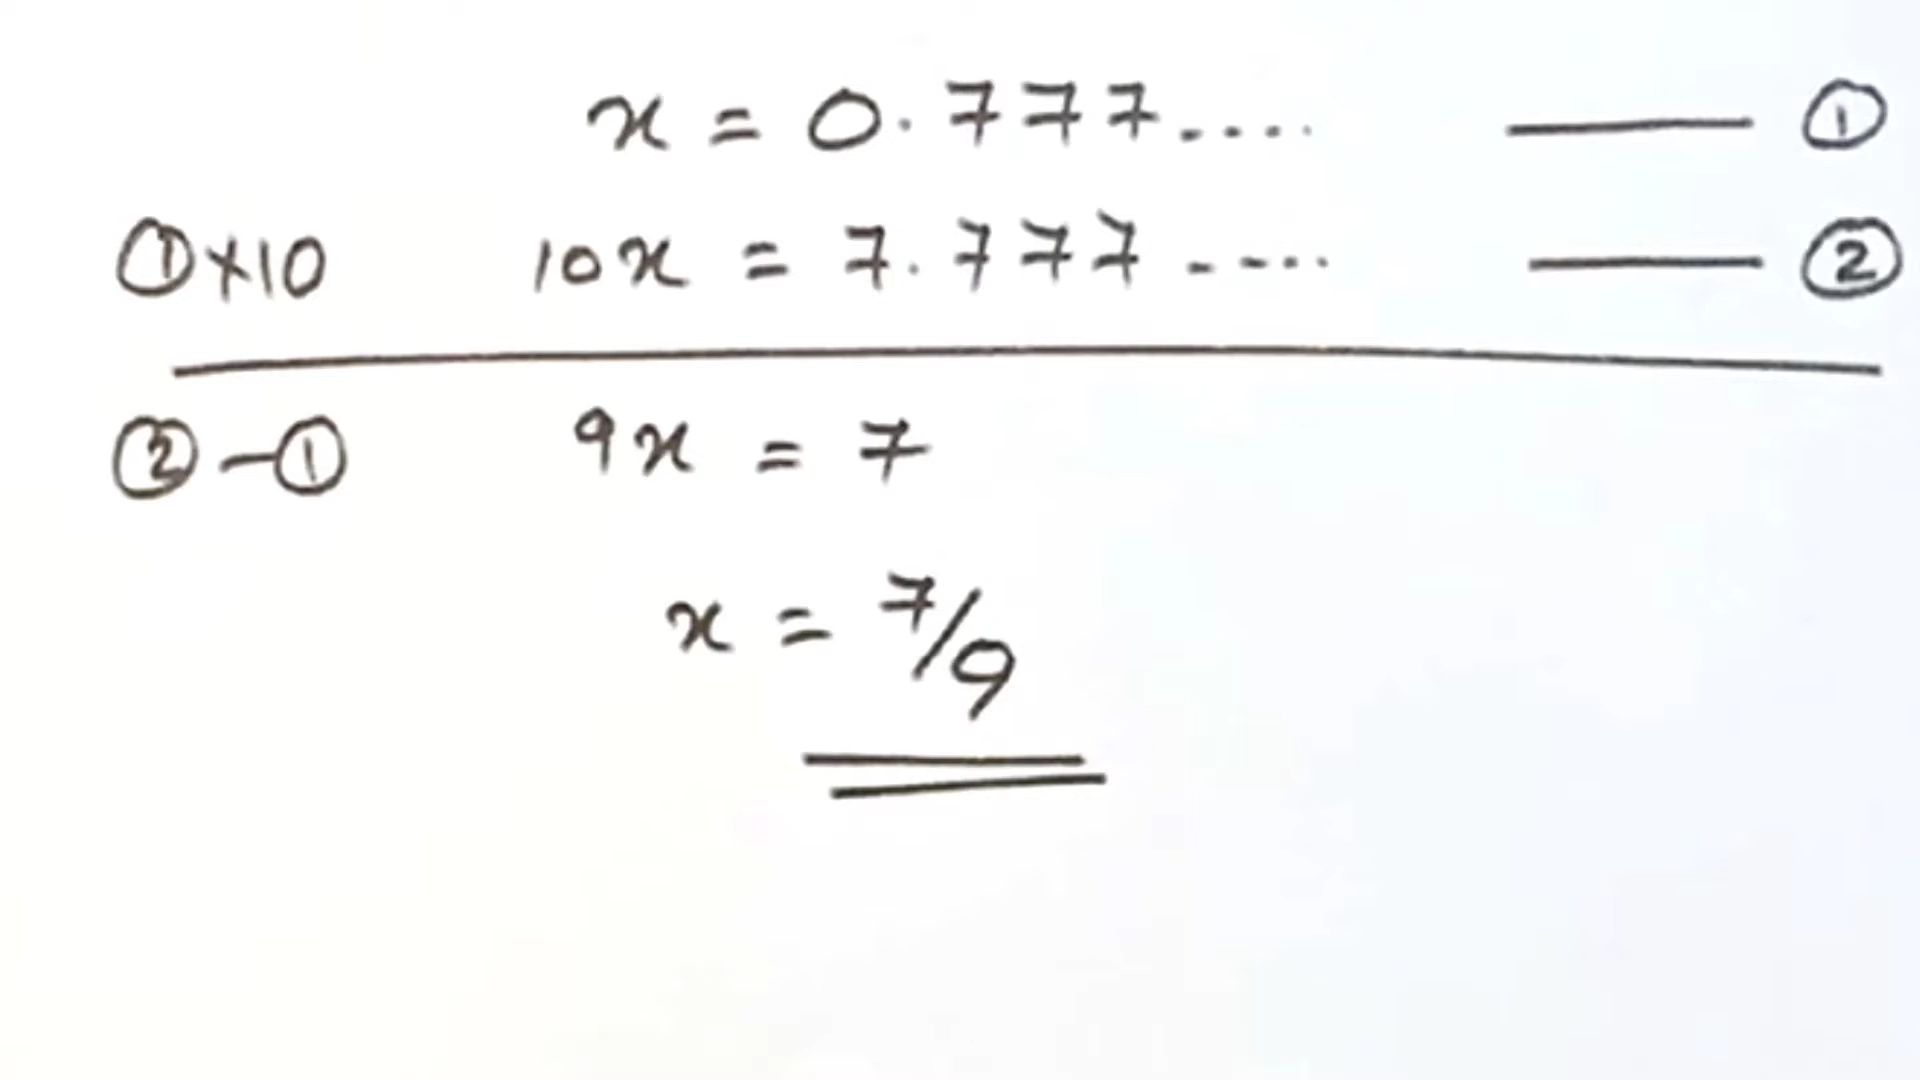 x = 0.777.... —— ①
①×10 10x = 7.777.... —— ②
②-① 9x = 7
x = 7/9